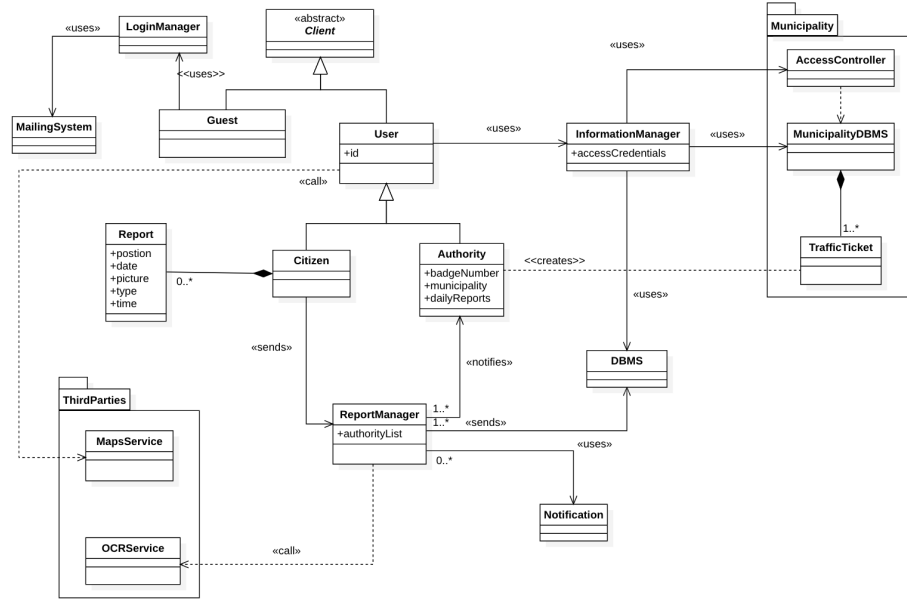 LoginManager
«uses»
<<uses>>
MailingSystem
«abstract»
Client
Guest
User
+id
«uses»
«call»
InformationManager
+accessCredentials
«uses»
«uses»
Municipality
AccessController
MunicipalityDBMS
1..*
TrafficTicket
Report
+postion
+date
+picture
+type
+time
0..*
Citizen
Authority
+badgeNumber
+municipality
+dailyReports
<<creates>>
«uses»
«sends»
«notifies»
DBMS
ThirdParties
MapsService
OCRService
ReportManager
+authorityList
1..*
1..*
«sends»
«uses»
0..*
Notification
«call»